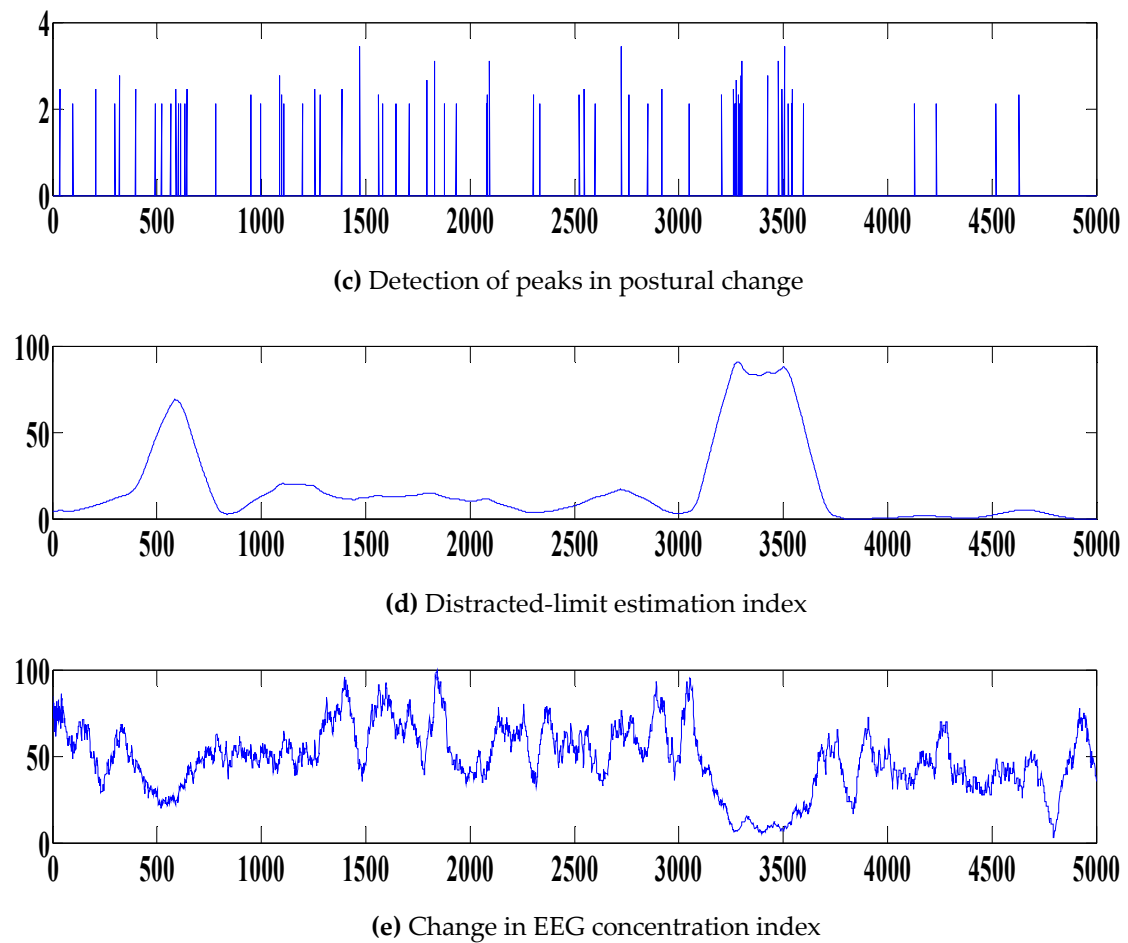 4
2
0
0 500 1000 1500 2000 2500 3000 3500 4000 4500 5000
(c) Detection of peaks in postural change
100
50
0
0 500 1000 1500 2000 2500 3000 3500 4000 4500 5000
(d) Distracted-limit estimation index
100
50
0
0 500 1000 1500 2000 2500 3000 3500 4000 4500 5000
(e) Change in EEG concentration index